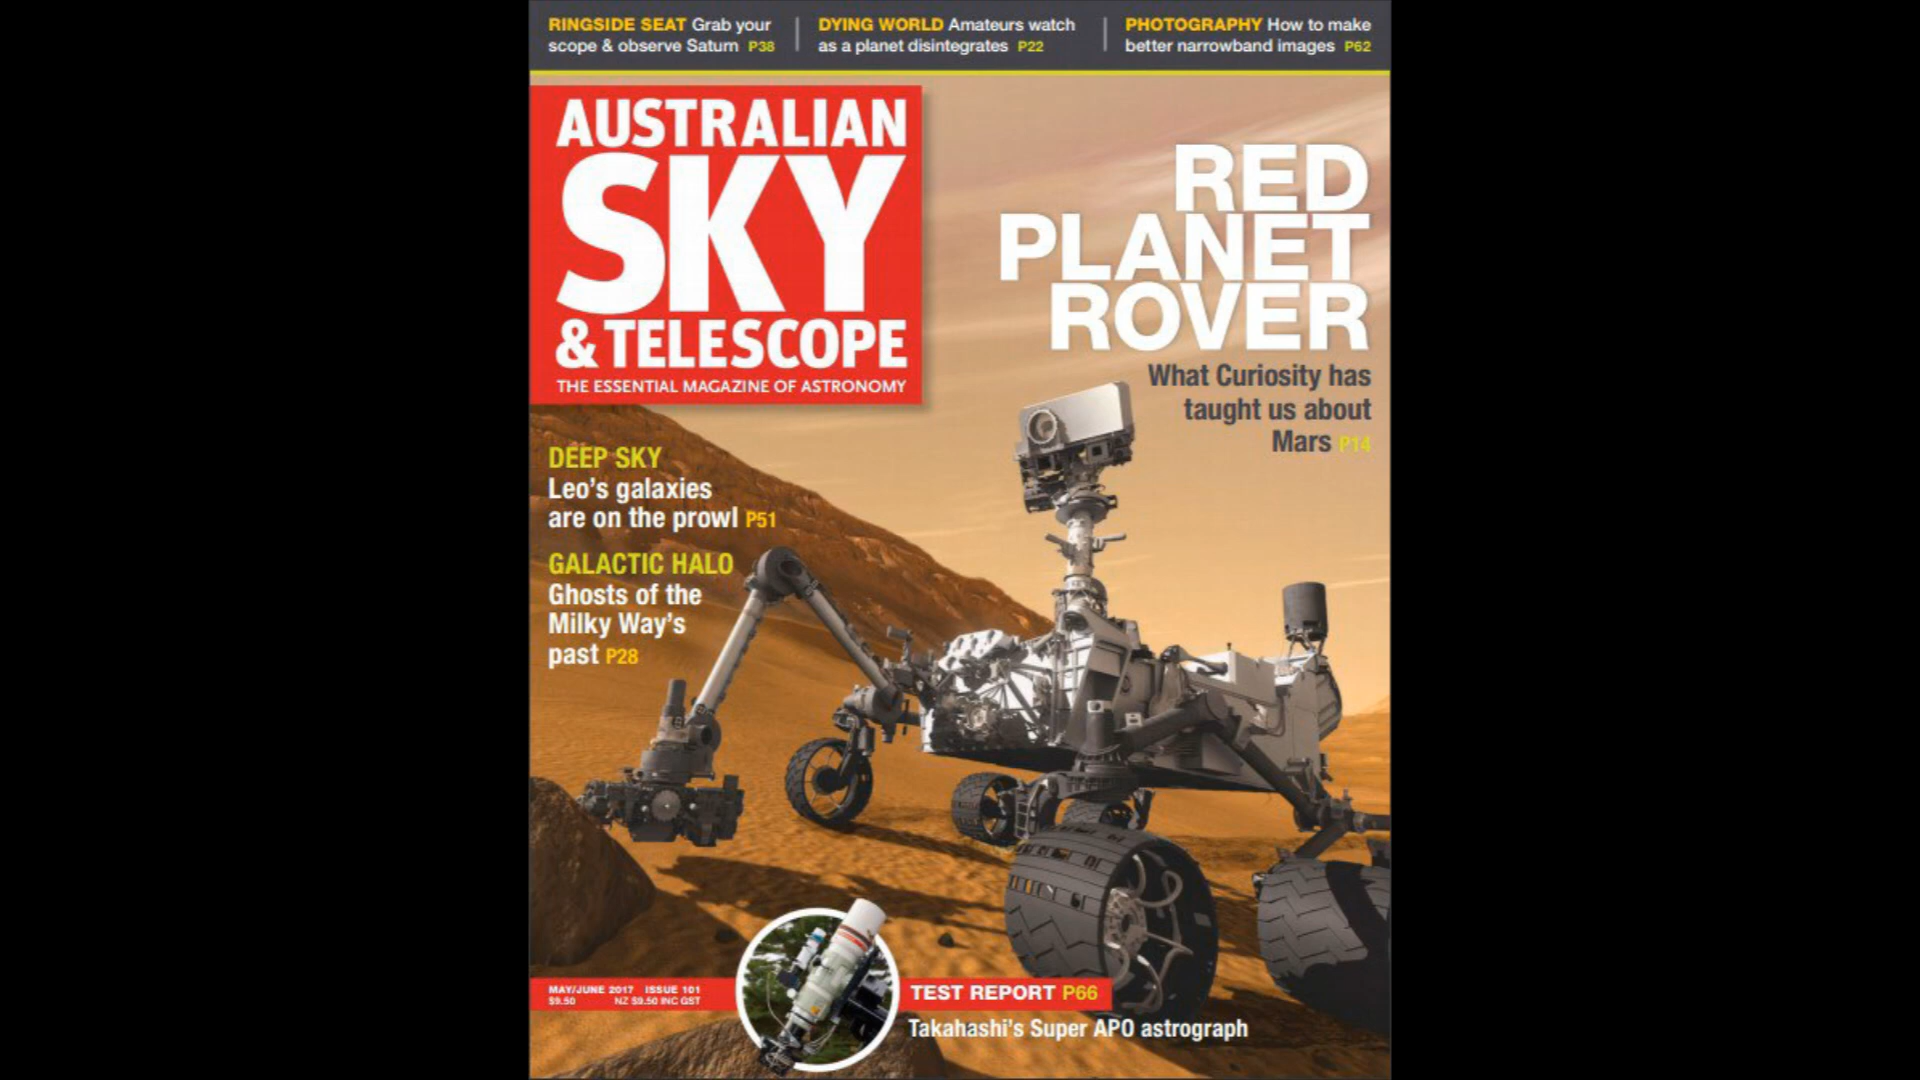 RINGSIDE SEAT Grab your
scope & observe Saturn P38
DYING WORLD Amateurs watch
as a planet disintegrates P22
PHOTOGRAPHY How to make
better narrowband images P62
AUSTRALIAN
SKY
& TELESCOPE
THE ESSENTIAL MAGAZINE OF ASTRONOMY
RED
PLANET
ROVER
What Curiosity has
taught us about
Mars P14
DEEP SKY
Leo's galaxies
are on the prowl P51
GALACTIC HALO
Ghosts of the
Milky Way's
past P28
MAY/JUNE 2017 ISSUE 101
$9.50 NZ $9.50 INC GST
TEST REPORT P66
Takahashi's Super APO astrograph